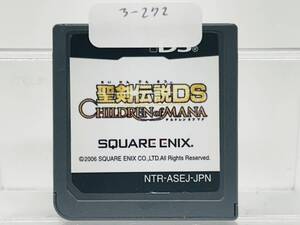 3-272
DS®
聖剣伝説DS
CHILDREN of MANA
SQUARE ENIX®
©2006 SQUARE ENIX CO.,LTD.All Rights Reserved.
NTR-ASEJ-JPN